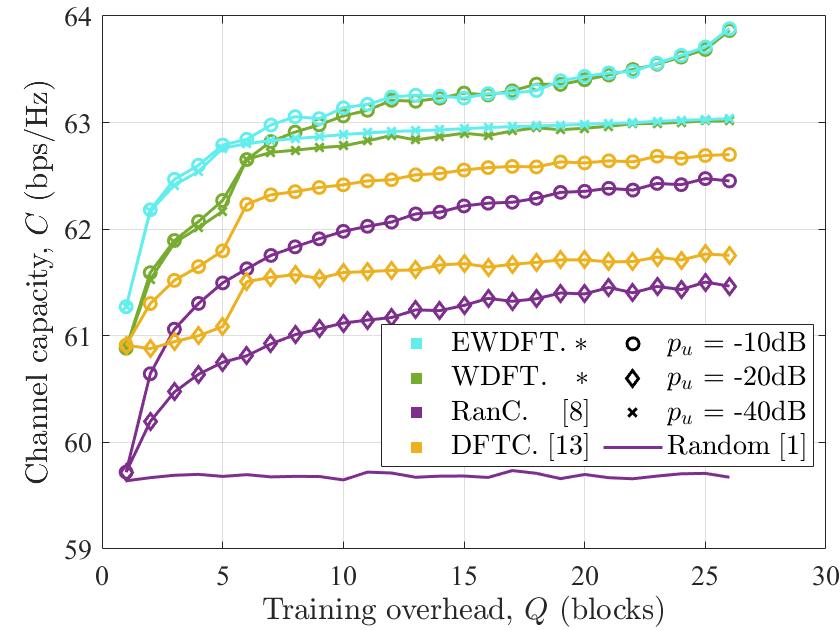 64
63
62
61
60
59
0 5 10 15 20 25 30
Channel capacity, C (bps/Hz)
Training overhead, Q (blocks)
EWDFT. * p_u = -10dB
WDFT. * p_u = -20dB
RanC. [8] p_u = -40dB
DFTC. [13] Random [1]